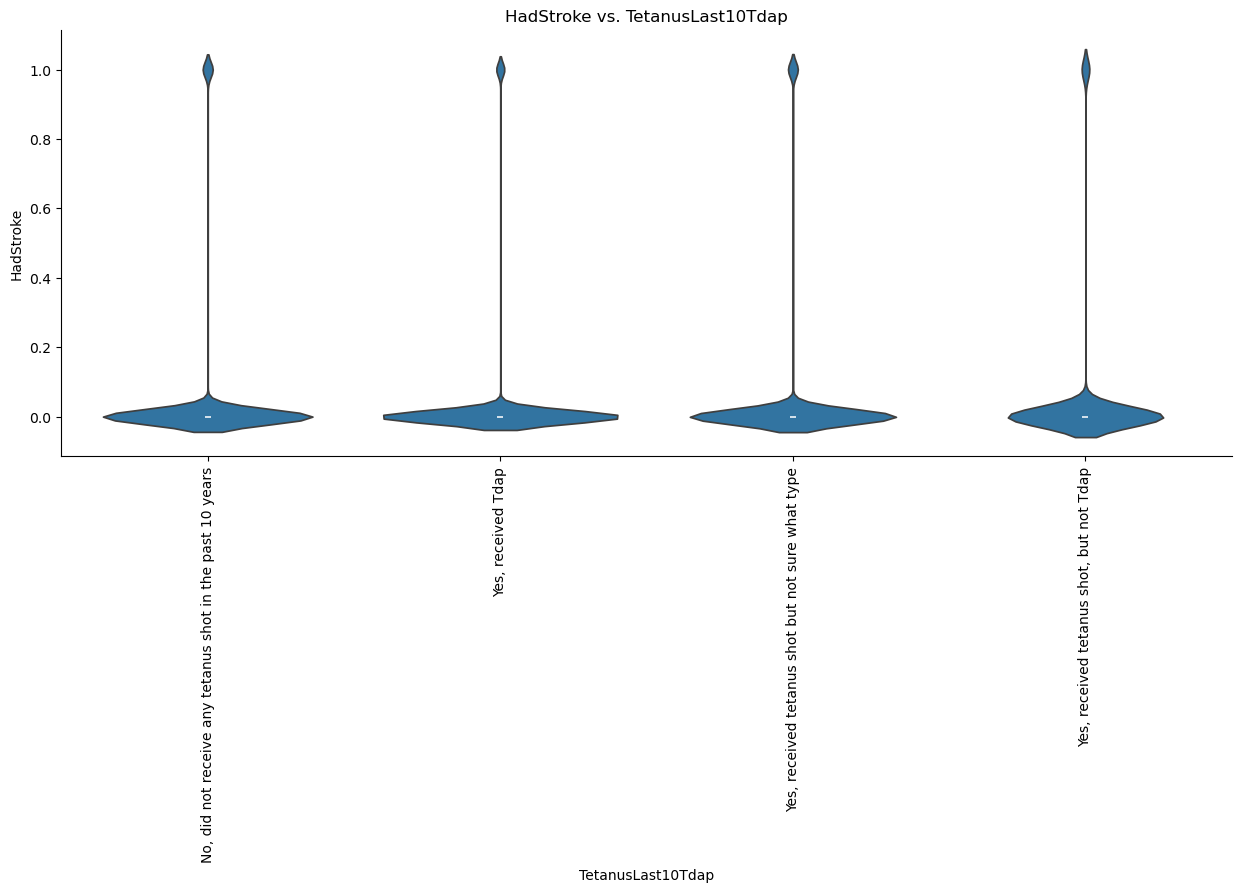 HadStroke vs. TetanusLast10Tdap
HadStroke
1.0
0.8
0.6
0.4
0.2
0.0
No, did not receive any tetanus shot in the past 10 years
Yes, received Tdap
Yes, received tetanus shot but not sure what type
Yes, received tetanus shot, but not Tdap
TetanusLast10Tdap